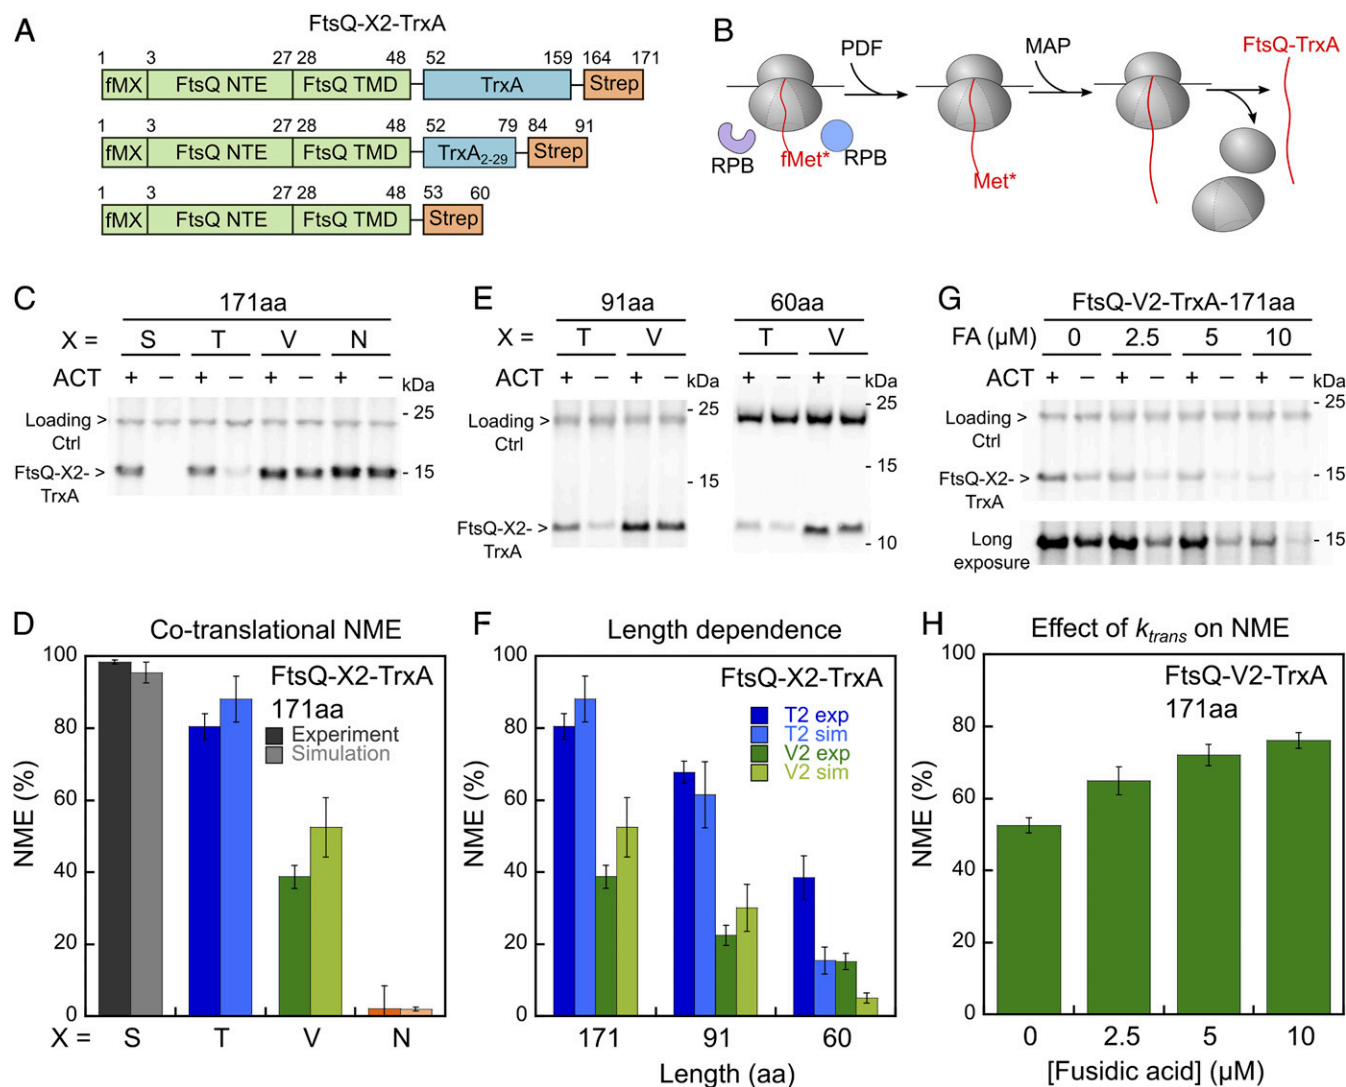 A
FtsQ-X2-TrxA
1 3 27 28 48 52 159 164 171
fMX FtsQ NTE FtsQ TMD TrxA Strep
1 3 27 28 48 52 79 84 91
fMX FtsQ NTE FtsQ TMD TrxA2-29 Strep
1 3 27 28 48 53 60
fMX FtsQ NTE FtsQ TMD Strep
B
PDF MAP FtsQ-TrxA
RPB fMet* RPB
Met*
C
171aa
X = S T V N
ACT + − + − + − + − kDa
Loading > - 25
Ctrl
FtsQ-X2- > - 15
TrxA
E
91aa 60aa
X = T V T V
ACT + − + − kDa + − + − kDa
Loading > - 25 - 25
Ctrl
- 15 - 15
FtsQ-X2- >
TrxA - 10
G
FtsQ-V2-TrxA-171aa
FA (μM) 0 2.5 5 10
ACT + − + − + − + − kDa
Loading > - 25
Ctrl
FtsQ-X2- > - 15
TrxA
Long - 15
exposure
D
Co-translational NME
FtsQ-X2-TrxA
171aa
Experiment
Simulation
NME (%)
100
80
60
40
20
0
X = S T V N
F
Length dependence
FtsQ-X2-TrxA
T2 exp
T2 sim
V2 exp
V2 sim
NME (%)
100
80
60
40
20
0
171 91 60
Length (aa)
H
Effect of ktrans on NME
FtsQ-V2-TrxA
171aa
NME (%)
100
80
60
40
20
0
0 2.5 5 10
[Fusidic acid] (μM)